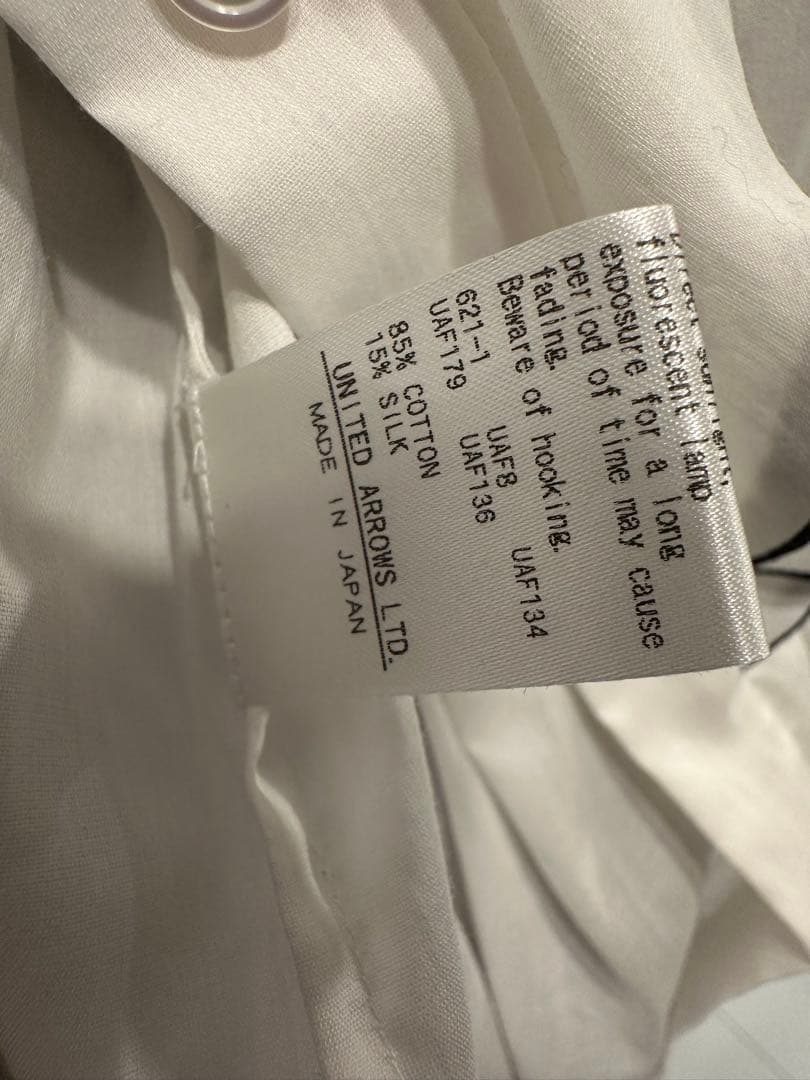 fluorescent lamp
exposure for a long
period of time may cause
fading.
Beware of hooking.
621-1 UAF8 UAF134
UAF179 UAF136
85% COTTON
15% SILK
UNITED ARROWS LTD.
MADE IN JAPAN